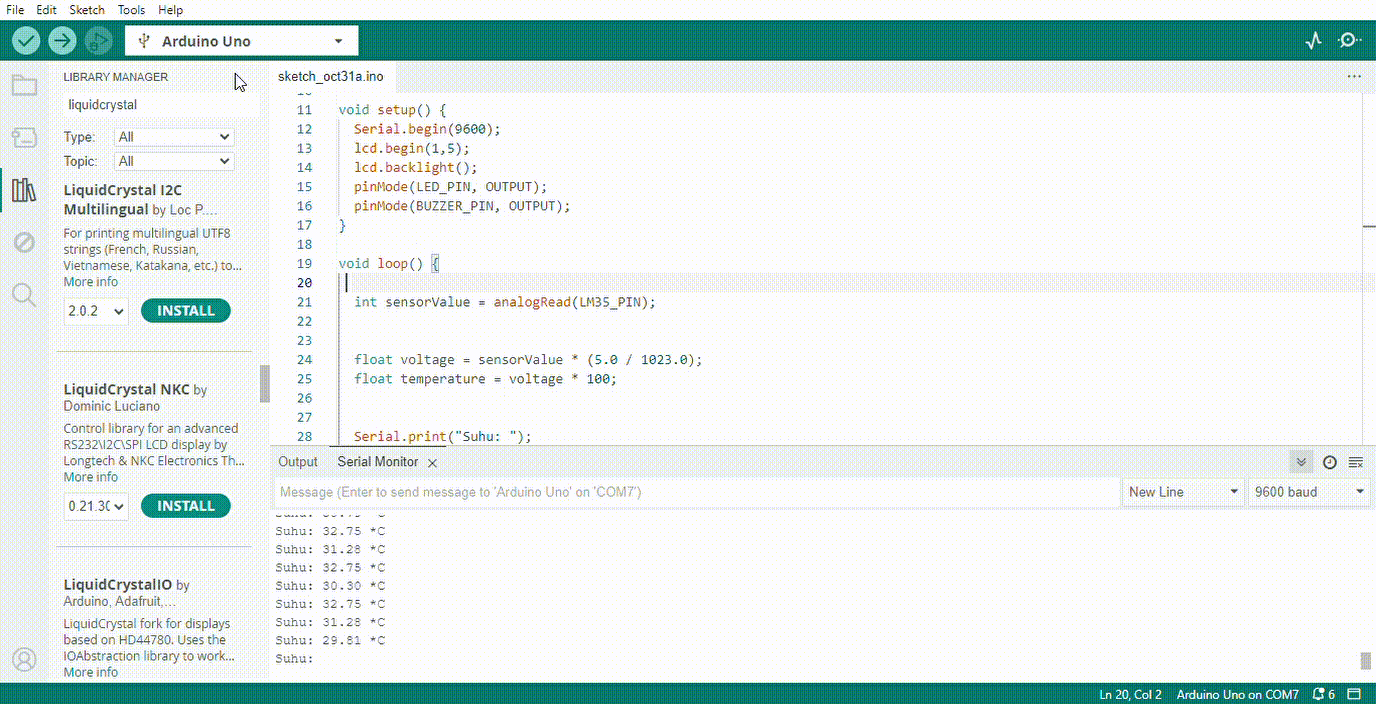 File Edit Sketch Tools Help
Arduino Uno
LIBRARY MANAGER
liquidcrystal
Type: All
Topic: All
LiquidCrystal I2C
Multilingual by Loc P....
For printing multilingual UTF8
strings (French, Russian,
Vietnamese, Katakana, etc.) to...
More info
2.0.2 INSTALL
LiquidCrystal NKC by
Dominic Luciano
Control library for an advanced
RS232\I2C\SPI LCD display by
Longtech & NKC Electronics Th...
More info
0.21.3 INSTALL
LiquidCrystalIO by
Arduino, Adafruit,...
LiquidCrystal fork for displays
based on HD44780. Uses the
IOAbstraction library to work...
More info
sketch_oct31a.ino
11 void setup() {
12 Serial.begin(9600);
13 lcd.begin(1,5);
14 lcd.backlight();
15 pinMode(LED_PIN, OUTPUT);
16 pinMode(BUZZER_PIN, OUTPUT);
17 }
18
19 void loop() {
20
21 int sensorValue = analogRead(LM35_PIN);
22
23
24 float voltage = sensorValue * (5.0 / 1023.0);
25 float temperature = voltage * 100;
26
27
28 Serial.print("Suhu: ");
Output Serial Monitor
Message (Enter to send message to 'Arduino Uno' on 'COM7')
New Line 9600 baud
Suhu: 32.75 *C
Suhu: 31.28 *C
Suhu: 32.75 *C
Suhu: 30.30 *C
Suhu: 32.75 *C
Suhu: 31.28 *C
Suhu: 29.81 *C
Suhu:
Ln 20, Col 2 Arduino Uno on COM7 6